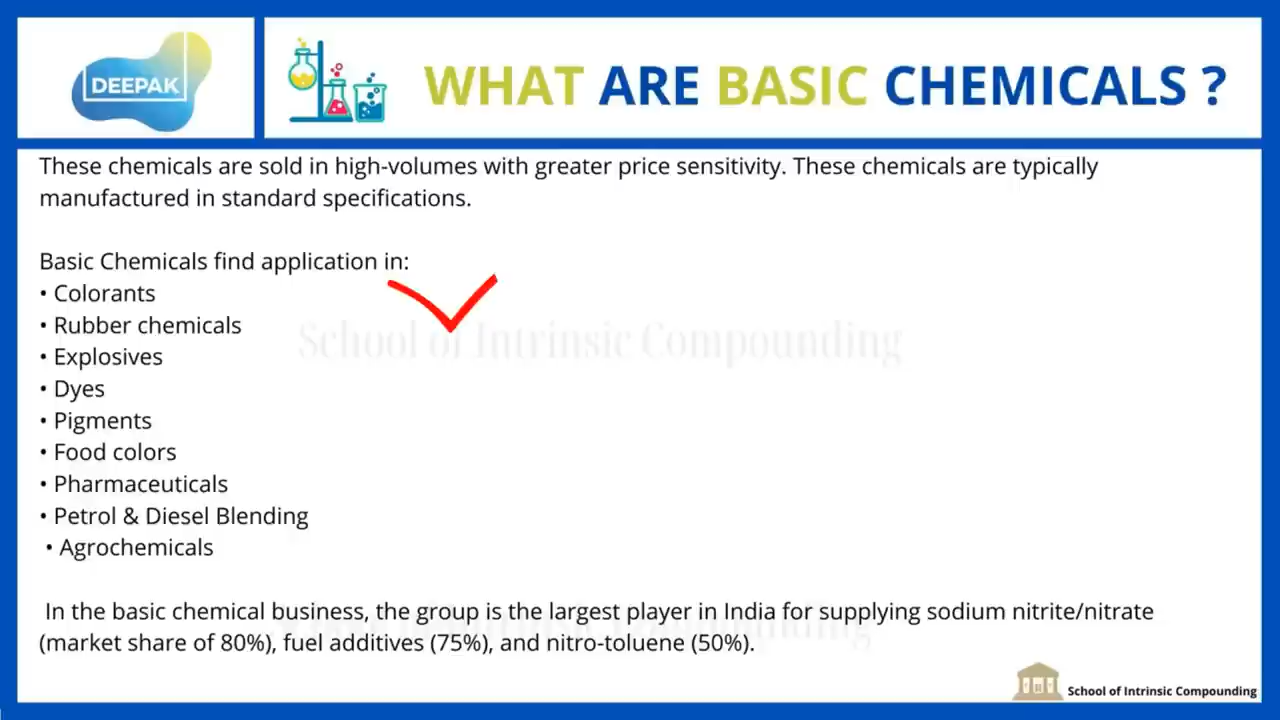 DEEPAK
WHAT ARE BASIC CHEMICALS ?
These chemicals are sold in high-volumes with greater price sensitivity. These chemicals are typically
manufactured in standard specifications.
Basic Chemicals find application in:
• Colorants
• Rubber chemicals
School of Intrinsic Compounding
• Explosives
• Dyes
• Pigments
• Food colors
• Pharmaceuticals
• Petrol & Diesel Blending
• Agrochemicals
In the basic chemical business, the group is the largest player in India for supplying sodium nitrite/nitrate
(market share of 80%), fuel additives (75%), and nitro-toluene (50%).
School of Intrinsic Compounding